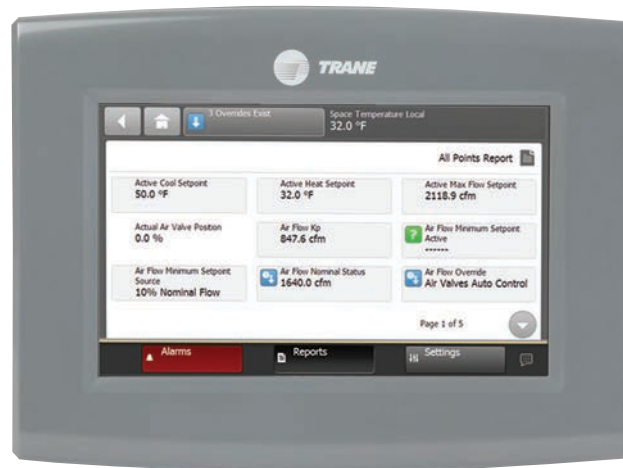 TRANE
3 Overrides Exist
Space Temperature Local
32.0 °F
All Points Report
Active Cool Setpoint
50.0 °F
Active Heat Setpoint
32.0 °F
Active Max Flow Setpoint
2118.9 cfm
Actual Air Valve Position
0.0 %
Air Flow Kp
847.6 cfm
? Air Flow Minimum Setpoint
Active
------
Air Flow Minimum Setpoint
Source
10% Nominal Flow
Air Flow Nominal Status
1640.0 cfm
Air Flow Override
Air Valves Auto Control
Page 1 of 5
Alarms
Reports
Settings